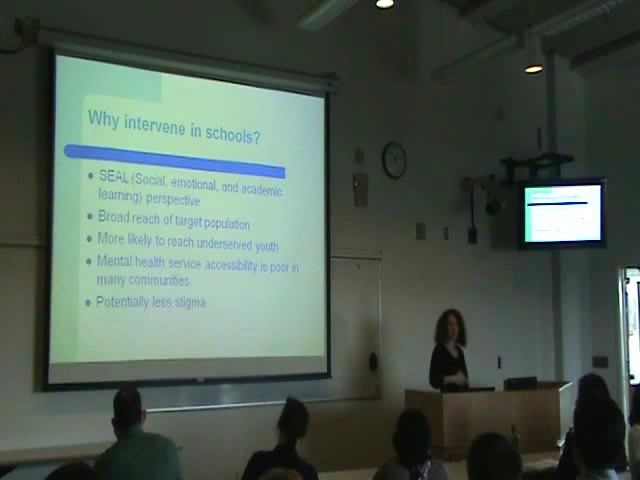 Why intervene in schools?
• SEAL (Social, emotional, and academic
learning) perspective
• Broad reach of target population
• More likely to reach underserved youth
• Mental health service accessibility is poor in
many communities
• Potentially less stigma